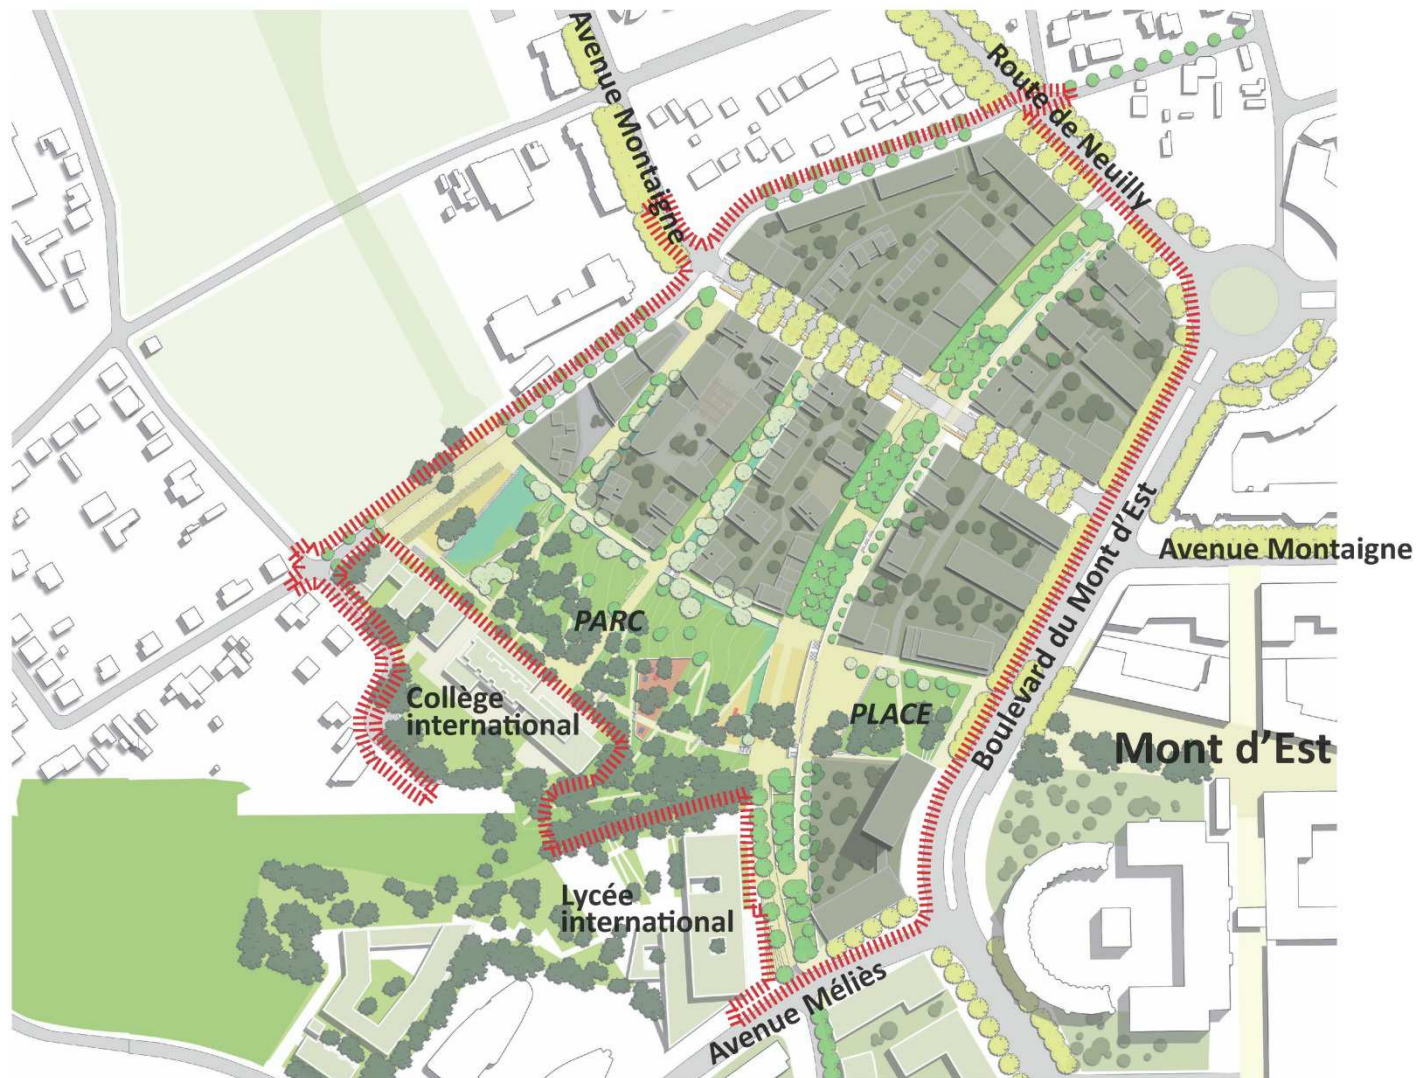 Avenue Montaigne
Route de Neuilly
Avenue Montaigne
Boulevard du Mont d'Est
PARC
Collège
international
PLACE
Mont d'Est
Lycée
international
Avenue Méliès